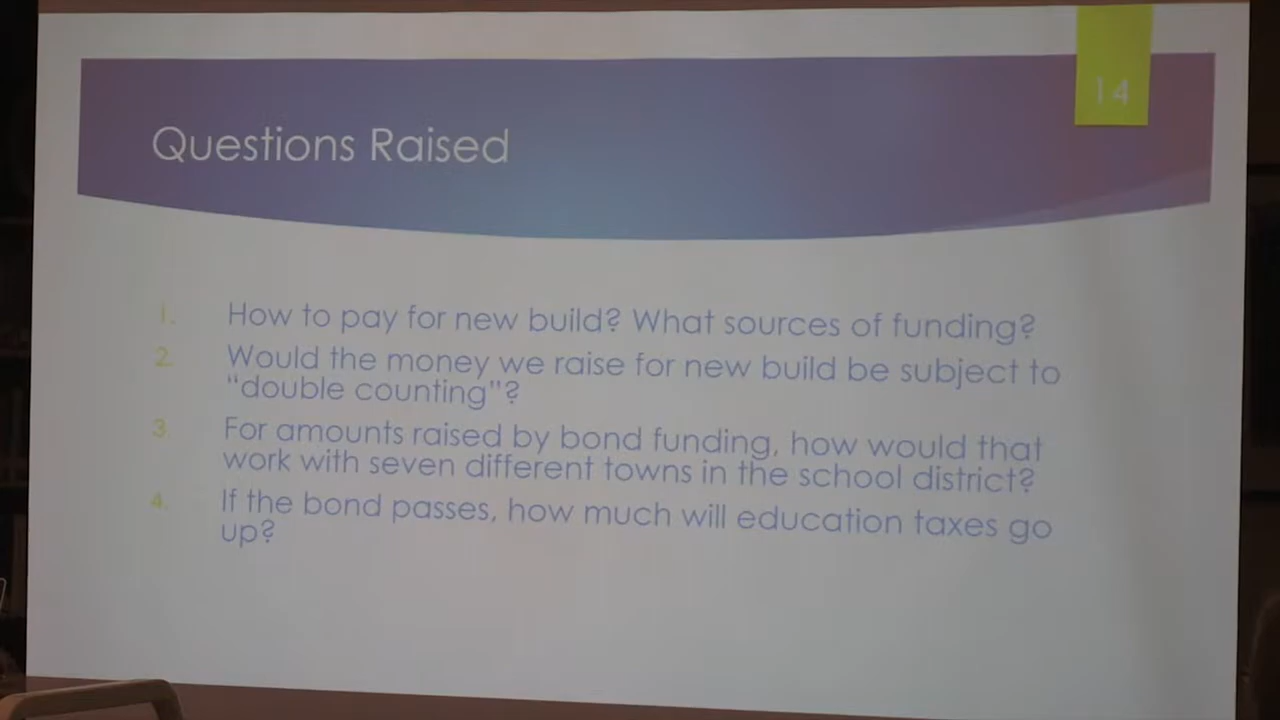 14
Questions Raised
1. How to pay for new build? What sources of funding?
2. Would the money we raise for new build be subject to
“double counting”?
3. For amounts raised by bond funding, how would that
work with seven different towns in the school district?
4. If the bond passes, how much will education taxes go
up?